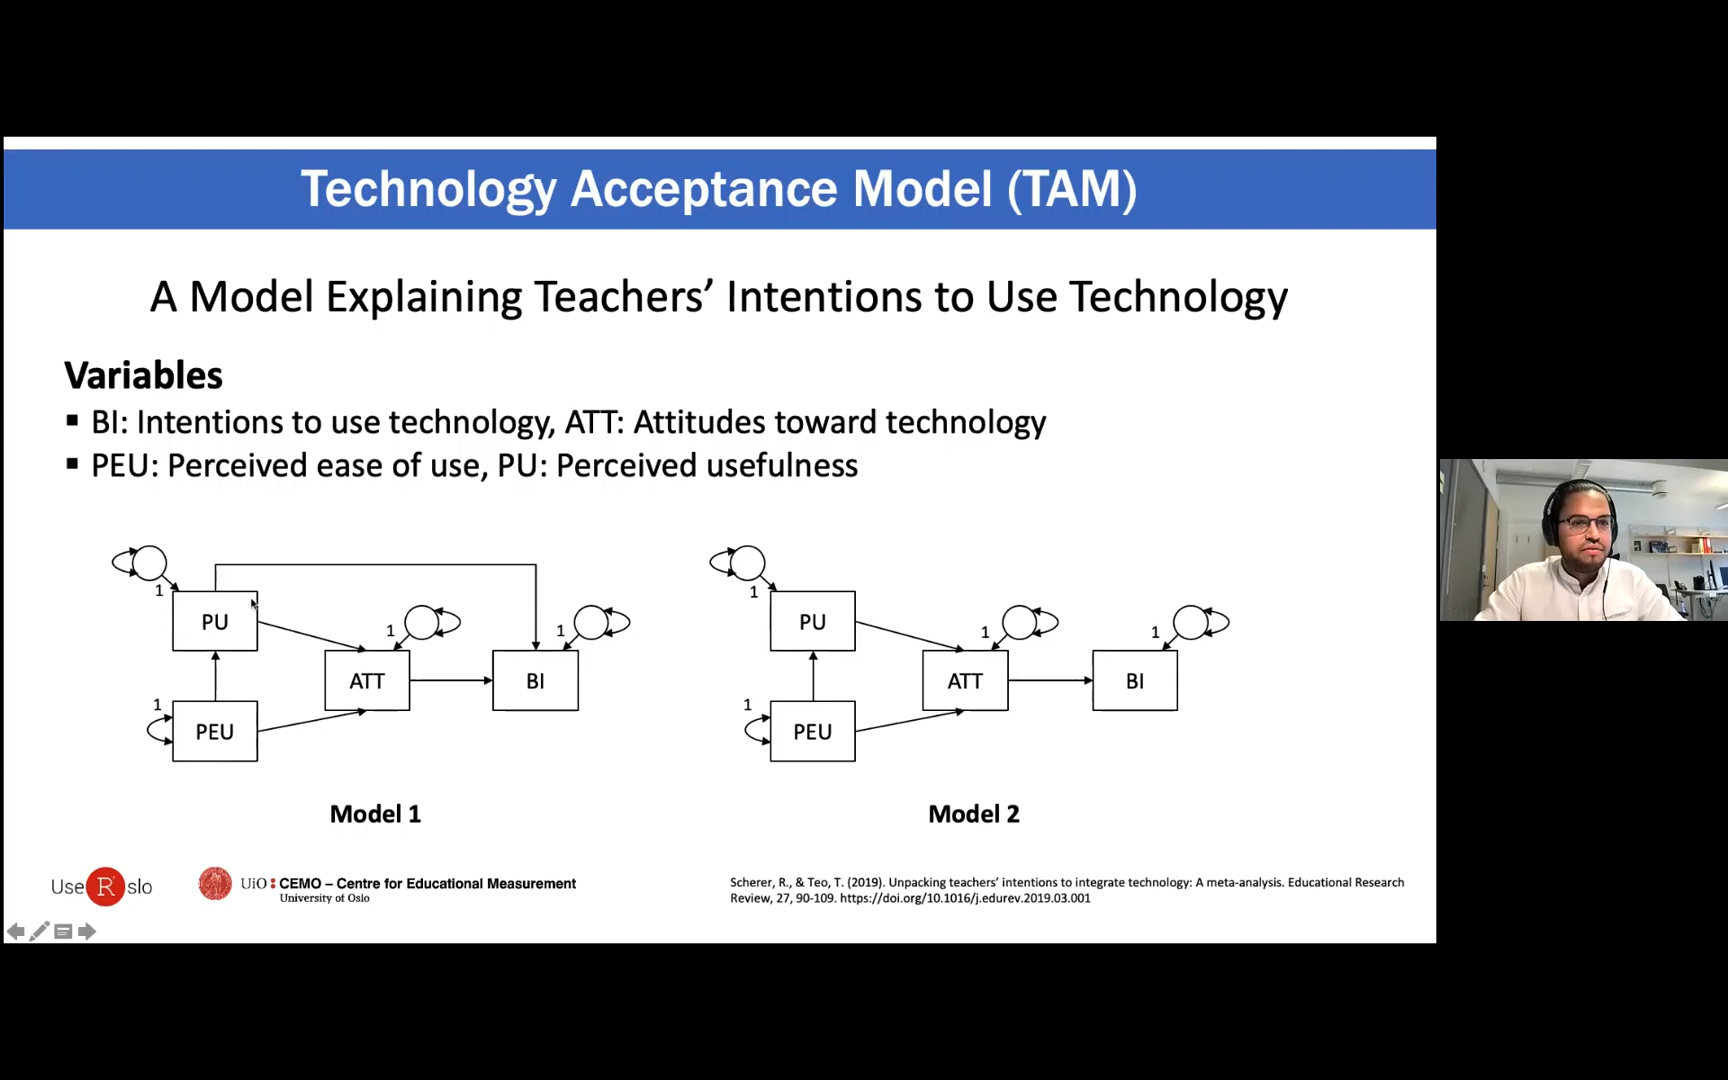 Technology Acceptance Model (TAM)
A Model Explaining Teachers’ Intentions to Use Technology
Variables
▪ BI: Intentions to use technology, ATT: Attitudes toward technology
▪ PEU: Perceived ease of use, PU: Perceived usefulness
1
PU
1
ATT
1
BI
1
PEU
Model 1
1
PU
1
ATT
1
BI
1
PEU
Model 2
Use R slo
UiO: CEMO – Centre for Educational Measurement
University of Oslo
Scherer, R., & Teo, T. (2019). Unpacking teachers’ intentions to integrate technology: A meta-analysis. Educational Research
Review, 27, 90-109. https://doi.org/10.1016/j.edurev.2019.03.001